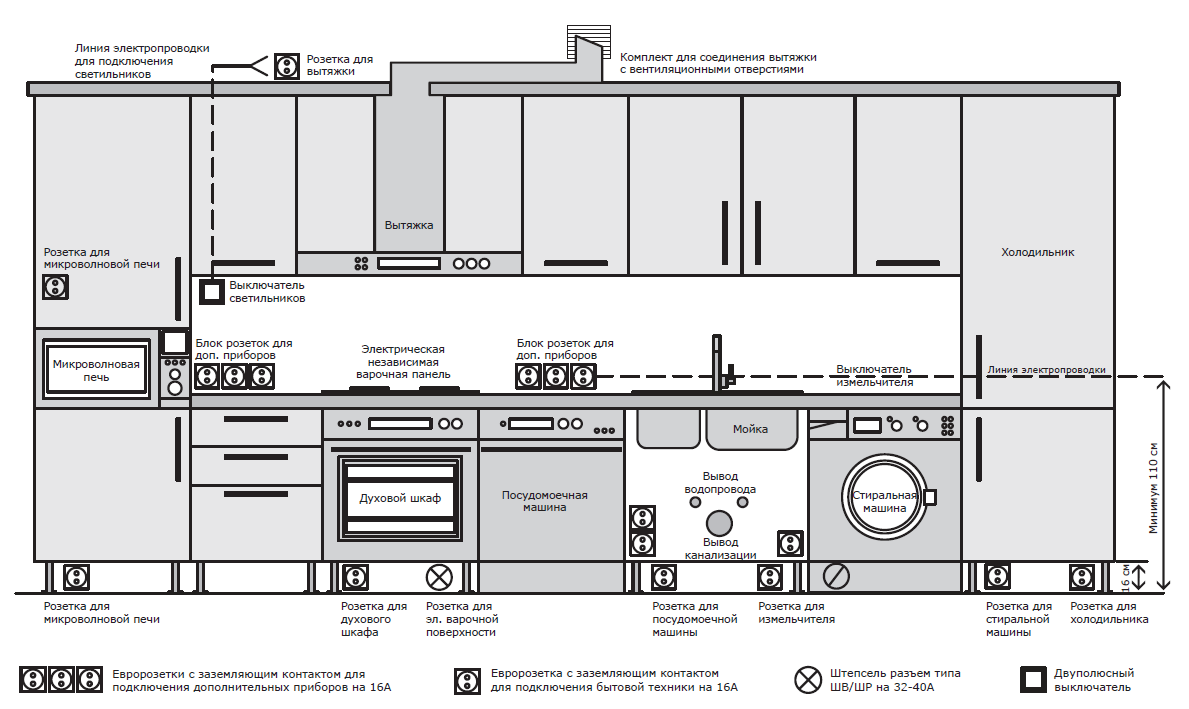 Линия электропроводки
для подключения
светильников
Розетка для
вытяжки
Комплект для соединения вытяжки
с вентиляционными отверстиями
Вытяжка
Розетка для
микроволновой печи
Холодильник
Выключатель
светильников
Блок розеток для
доп. приборов
Электрическая
независимая
варочная панель
Блок розеток для
доп. приборов
Микроволновая
печь
Выключатель
измельчителя
Линия электропроводки
Мойка
Минимум 110 см
Духовой шкаф
Посудомоечная
машина
Вывод
водопровода
Стиральная
машина
Вывод
канализации
16 см
Розетка для
микроволновой печи
Розетка для
духового
шкафа
Розетка для
эл. варочной
поверхности
Розетка для
посудомоечной
машины
Розетка для
измельчителя
Розетка для
стиральной
машины
Розетка для
холодильника
Евророзетки с заземляющим контактом для
подключения дополнительных приборов на 16А
Евророзетка с заземляющим контактом
для подключения бытовой техники на 16А
Штепсель разъем типа
ШВ/ШР на 32-40А
Двуполюсный
выключатель